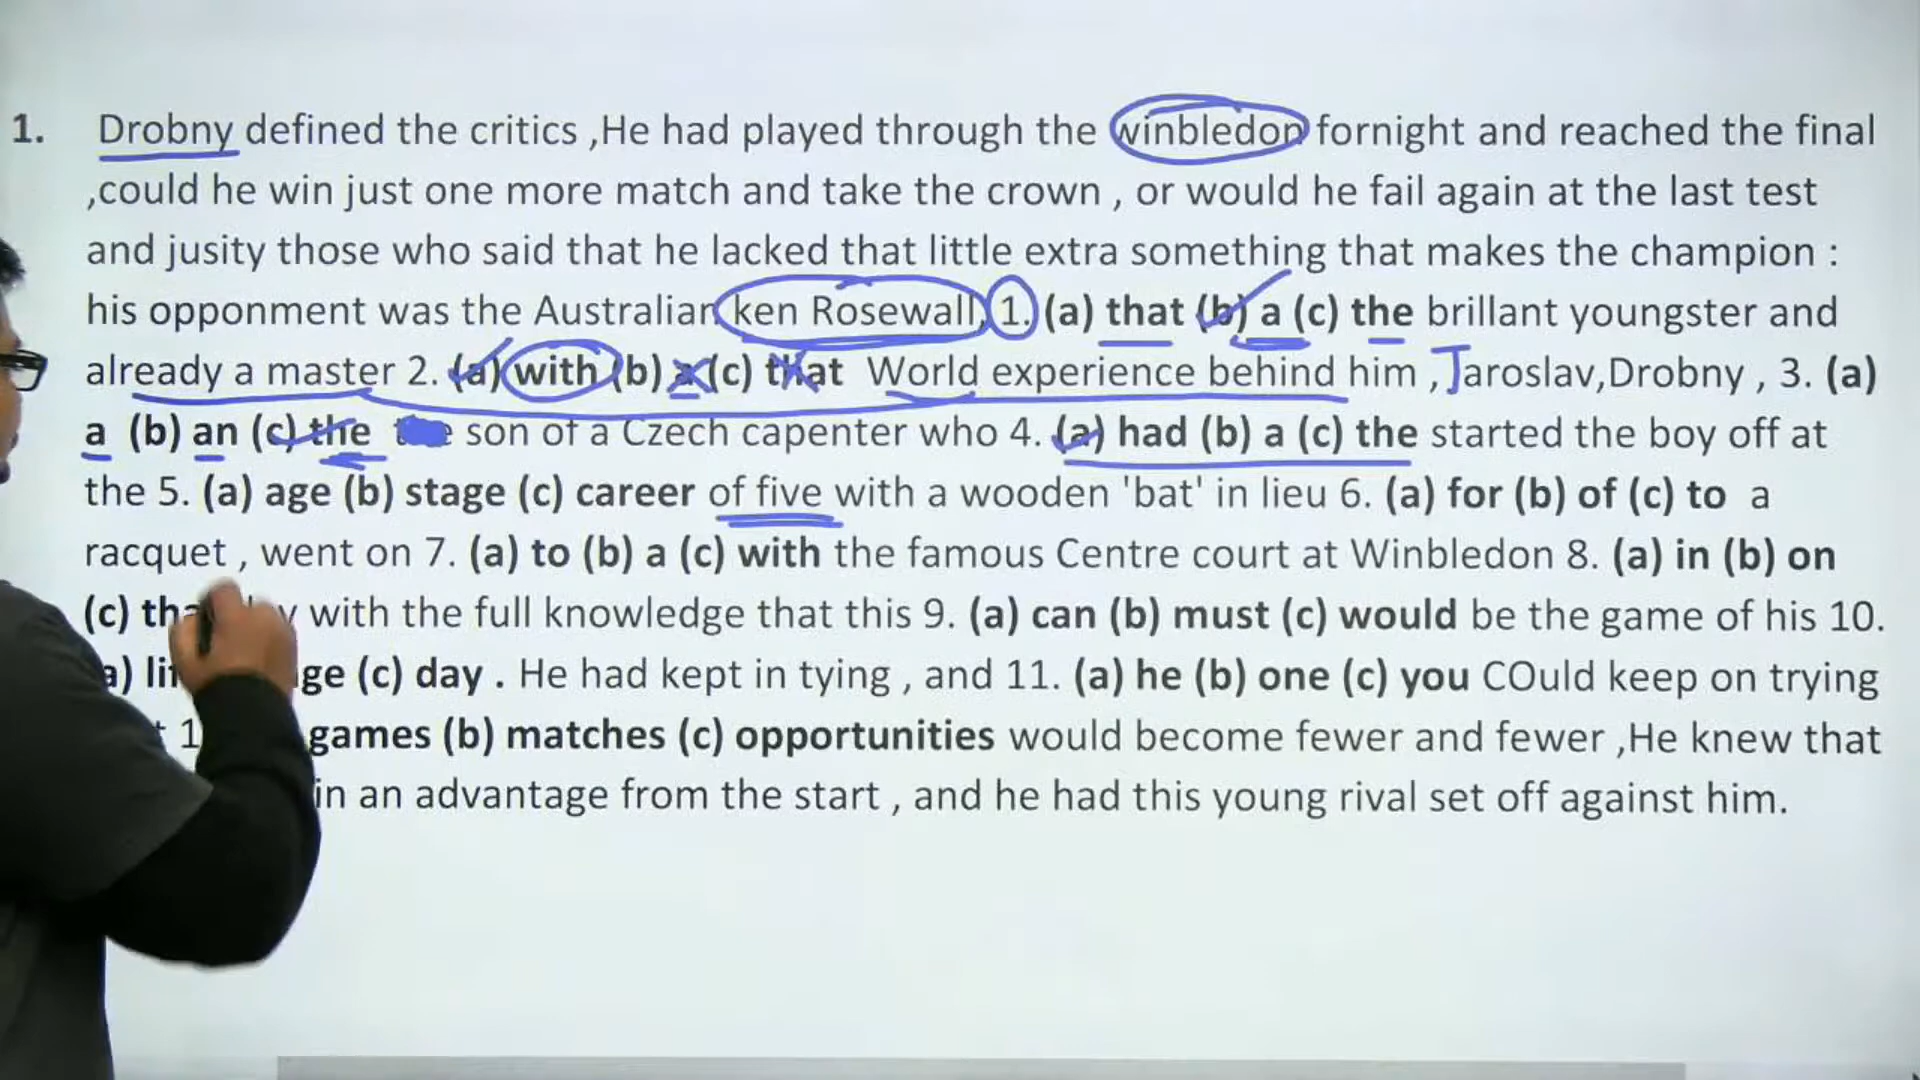 1. Drobny defined the critics ,He had played through the winbledon fornight and reached the final
,could he win just one more match and take the crown , or would he fail again at the last test
and jusity those who said that he lacked that little extra something that makes the champion :
his opponment was the Australian ken Rosewall, 1. (a) that (b) a (c) the brillant youngster and
already a master 2. (a) with (b) a (c) that World experience behind him , Jaroslav,Drobny , 3. (a)
a (b) an (c) the son of a Czech capenter who 4. (a) had (b) a (c) the started the boy off at
the 5. (a) age (b) stage (c) career of five with a wooden 'bat' in lieu 6. (a) for (b) of (c) to a
racquet , went on 7. (a) to (b) a (c) with the famous Centre court at Winbledon 8. (a) in (b) on
(c) with the full knowledge that this 9. (a) can (b) must (c) would be the game of his 10.
(c) day . He had kept in tying , and 11. (a) he (b) one (c) you COuld keep on trying
games (b) matches (c) opportunities would become fewer and fewer ,He knew that
in an advantage from the start , and he had this young rival set off against him.